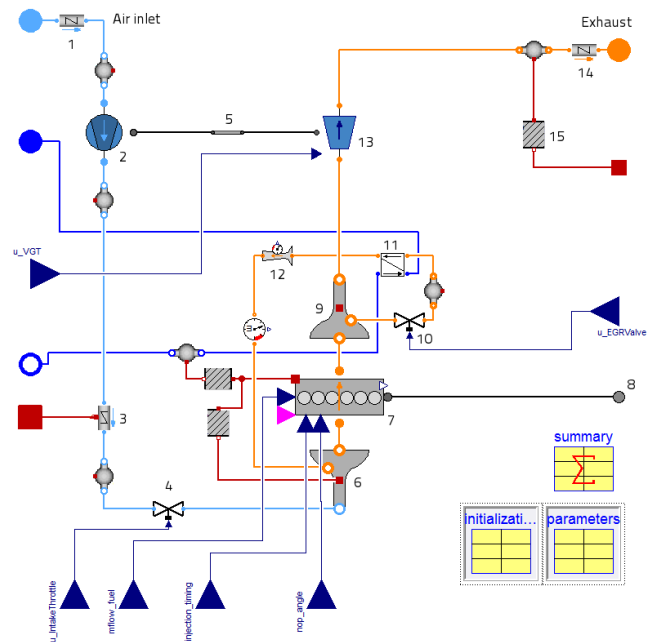 Air inlet
Exhaust
1
14
5
2
13
15
u_VGT
11
12
9
10
u_EGRValve
8
7
3
summary
4
6
initializati...
parameters
u_IntakeThrottle
mflow_fuel
injection_timing
nop_angle